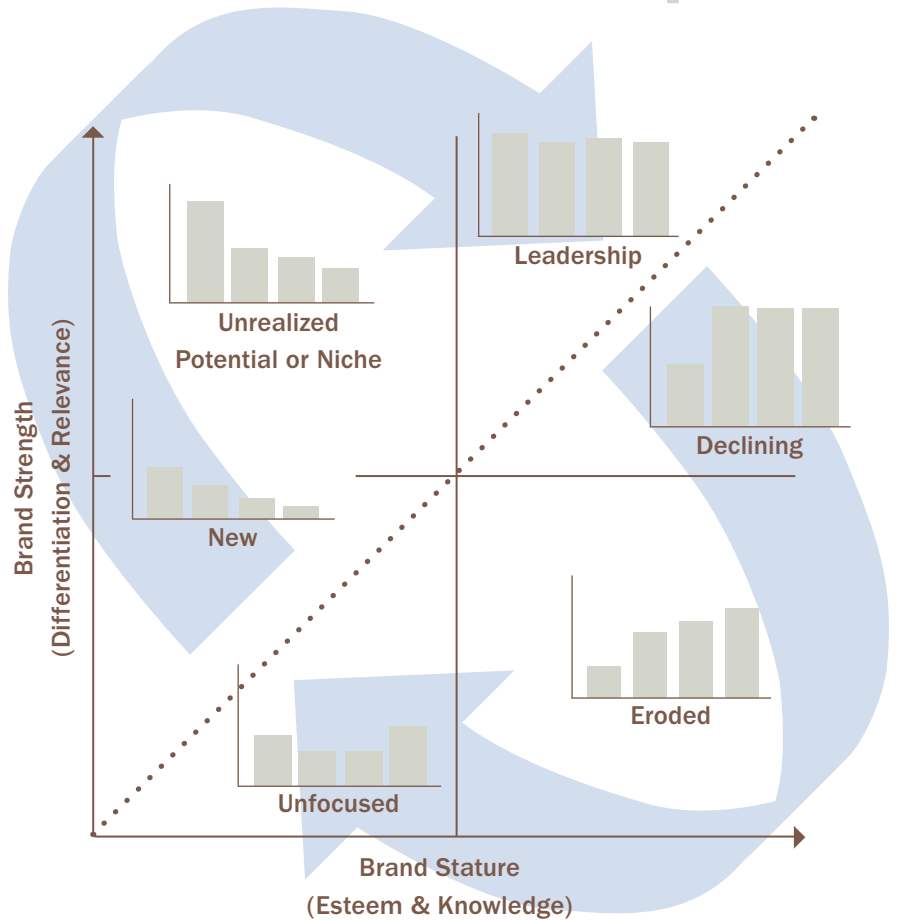 Leadership
Unrealized
Potential or Niche
Declining
Brand Strength
(Differentiation & Relevance)
New
Eroded
Unfocused
Brand Stature
(Esteem & Knowledge)